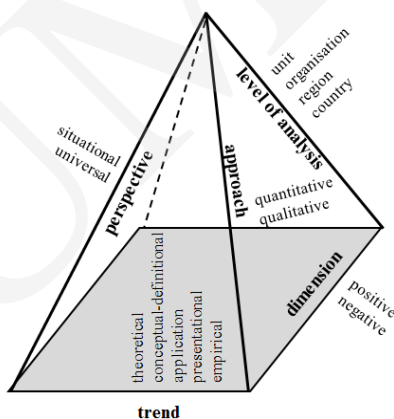 unit
organisation
region
country
level of analysis
situational
universal
perspective
approach
quantitative
qualitative
dimension
positive
negative
theoretical
conceptual-definitional
application
presentational
empirical
trend